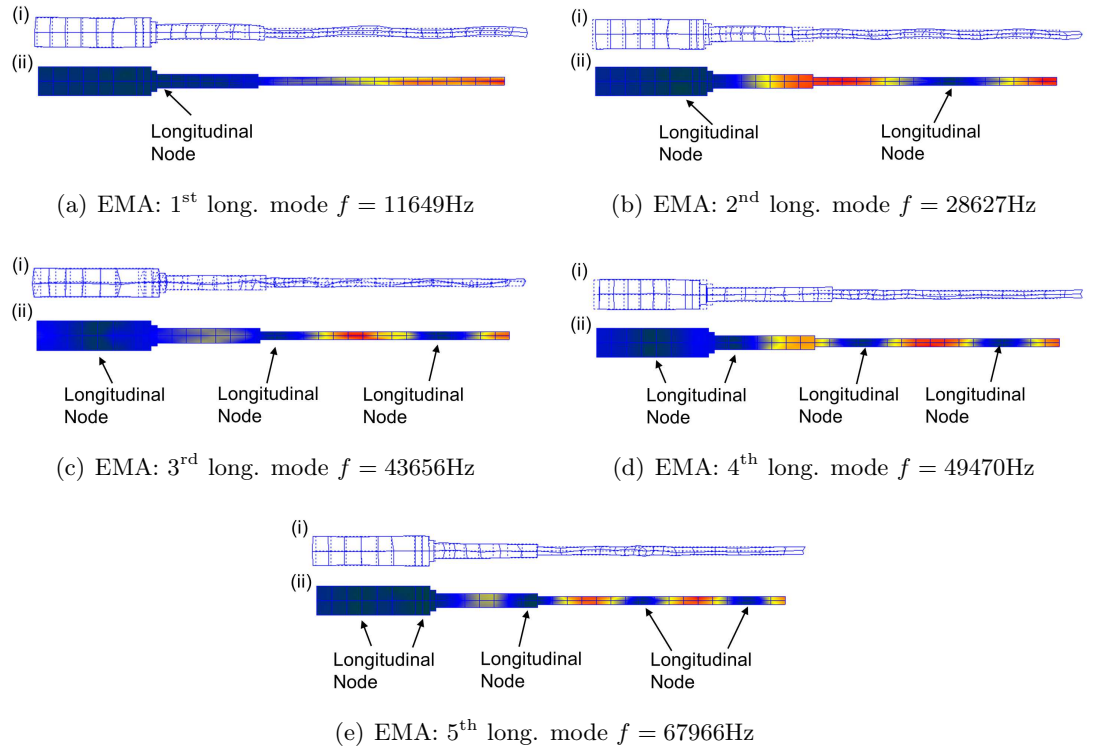 (i)
(ii)
Longitudinal
Node
(a) EMA: 1st long. mode f = 11649Hz
(i)
(ii)
Longitudinal
Node
Longitudinal
Node
(b) EMA: 2nd long. mode f = 28627Hz
(i)
(ii)
Longitudinal
Node
Longitudinal
Node
Longitudinal
Node
(c) EMA: 3rd long. mode f = 43656Hz
(i)
(ii)
Longitudinal
Node
Longitudinal
Node
Longitudinal
Node
(d) EMA: 4th long. mode f = 49470Hz
(i)
(ii)
Longitudinal
Node
Longitudinal
Node
Longitudinal
Node
(e) EMA: 5th long. mode f = 67966Hz